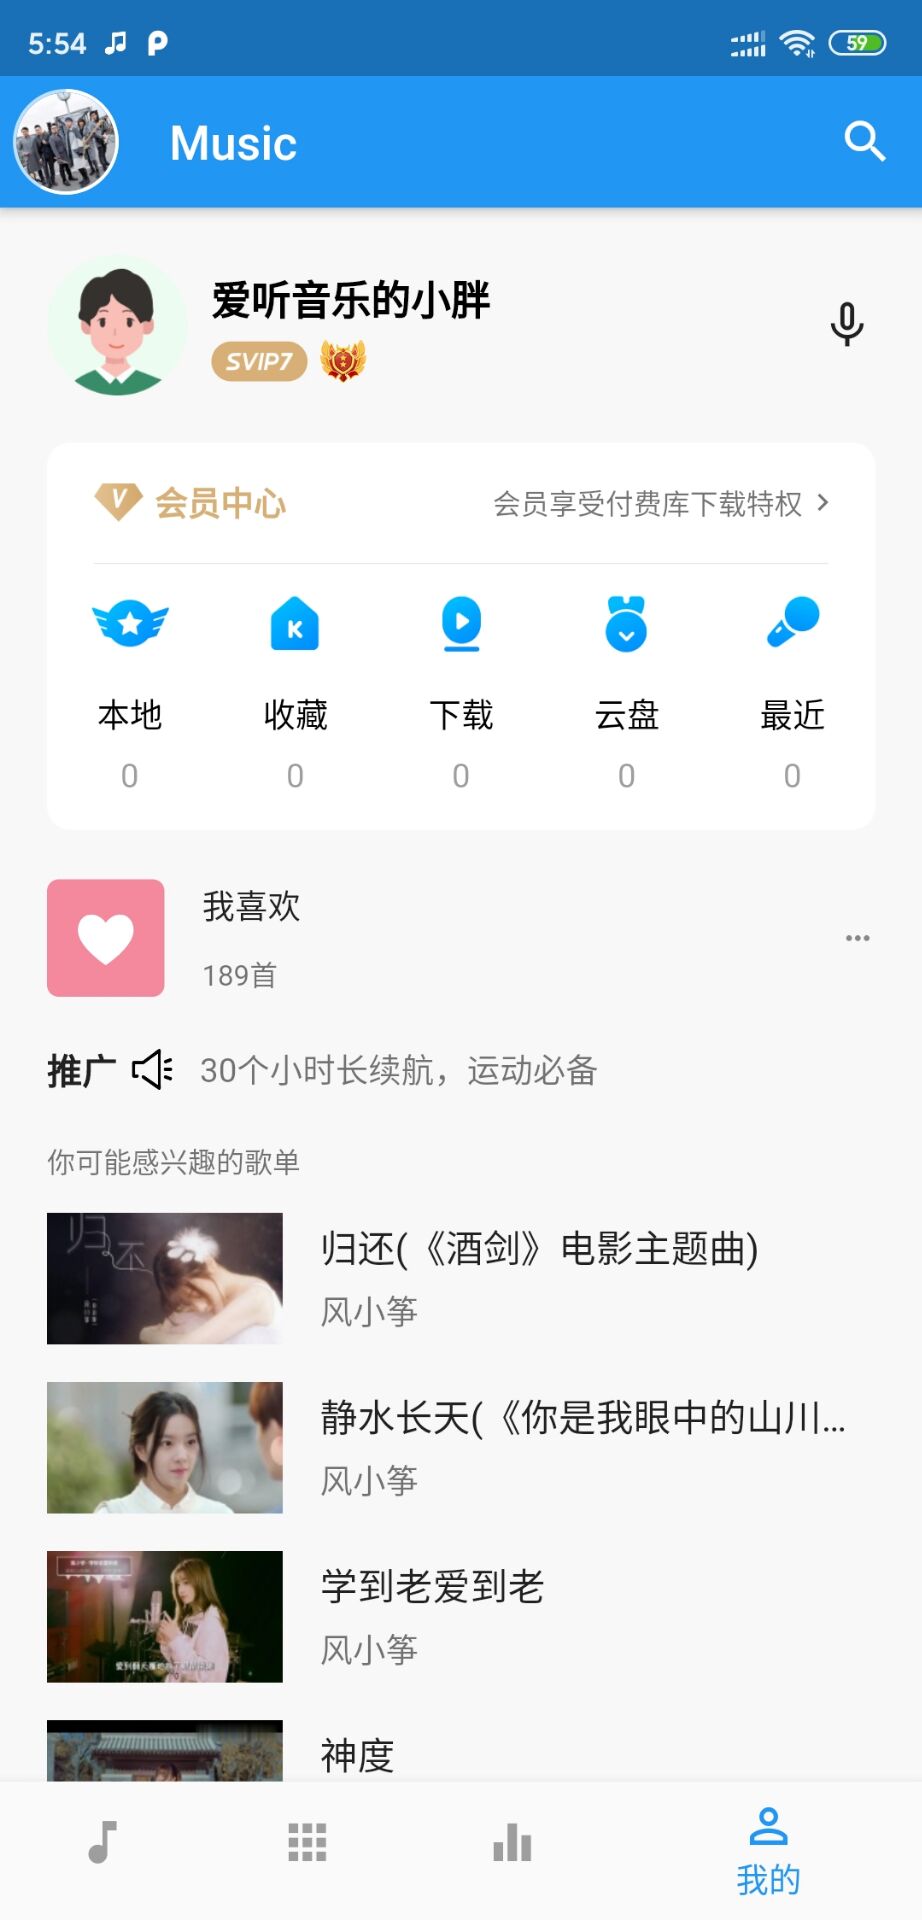 5:54
59
Music
爱听音乐的小胖
SVIP7
V 会员中心
会员享受付费库下载特权
K
本地 收藏 下载 云盘 最近
0 0 0 0 0
我喜欢
189首
推广 30个小时长续航，运动必备
你可能感兴趣的歌单
归还
归还(《酒剑》电影主题曲)
风小筝
静水长天(《你是我眼中的山川...
风小筝
学到老爱到老
风小筝
神度
我的